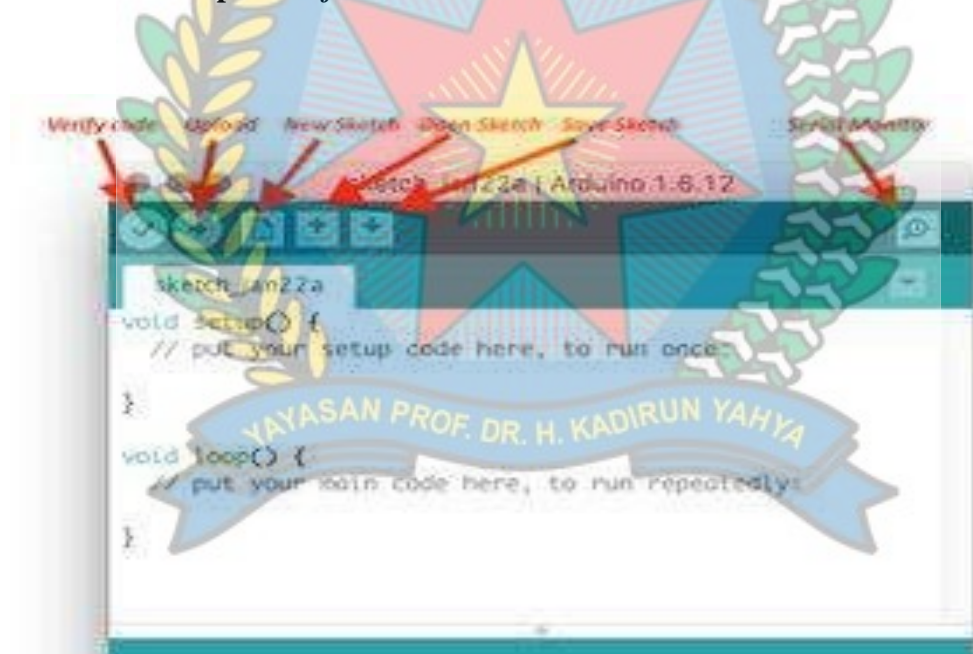 Verify code Upload New Sketch Open Sketch Save Sketch Serial Monitor
sketch_jan22a | Arduino 1.6.12
sketch_jan22a
void setup() {
// put your setup code here, to run once:
}
void loop() {
// put your main code here, to run repeatedly:
}
YAYASAN PROF. DR. H. KADIRUN YAHYA